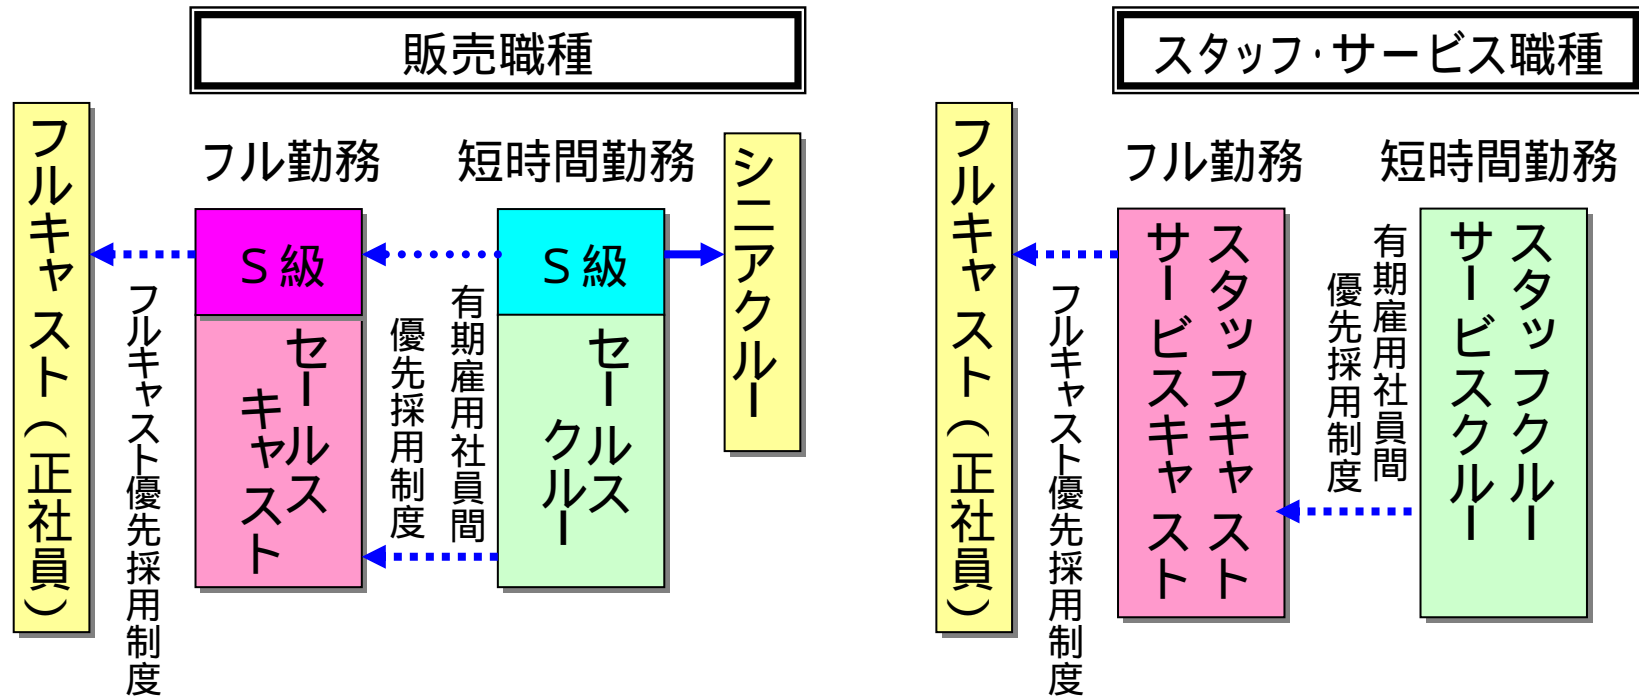 販売職種
フルキャスト(正社員)
フル勤務
短時間勤務
シニアクルー
S級
S級
セールス
キャスト
セールス
クルー
フルキャスト優先採用制度
有期雇用社員間
優先採用制度
スタッフ・サービス職種
フルキャスト(正社員)
フル勤務
短時間勤務
スタッフキャスト
サービスキャスト
スタッフクルー
サービスクルー
フルキャスト優先採用制度
有期雇用社員間
優先採用制度